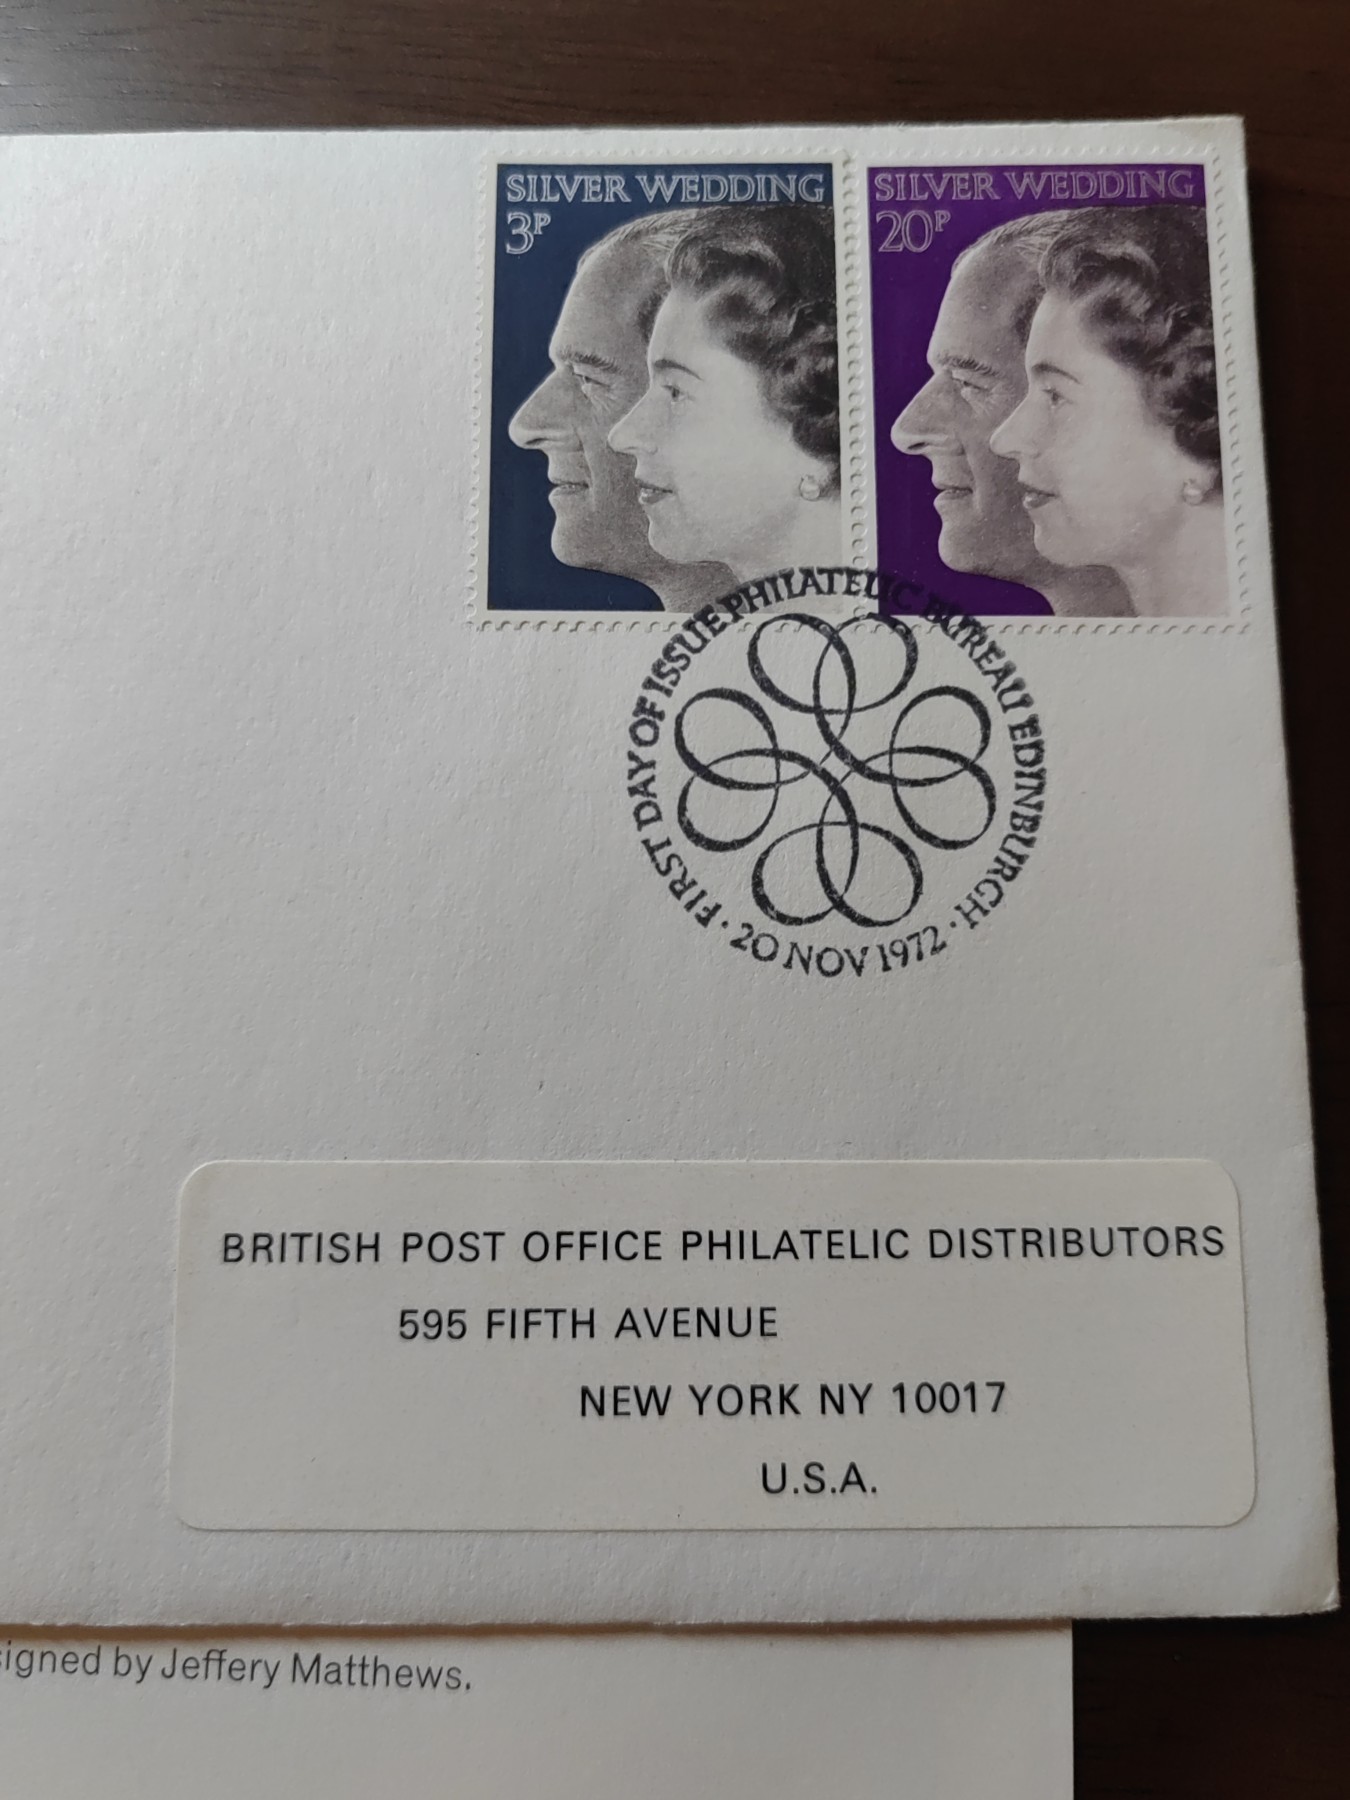 SILVER WEDDING
3P
SILVER WEDDING
20P
FIRST DAY OF ISSUE PHILATELIC BUREAU EDINBURGH
· 20 NOV 1972 ·
BRITISH POST OFFICE PHILATELIC DISTRIBUTORS
595 FIFTH AVENUE
NEW YORK NY 10017
U.S.A.
signed by Jeffery Matthews.